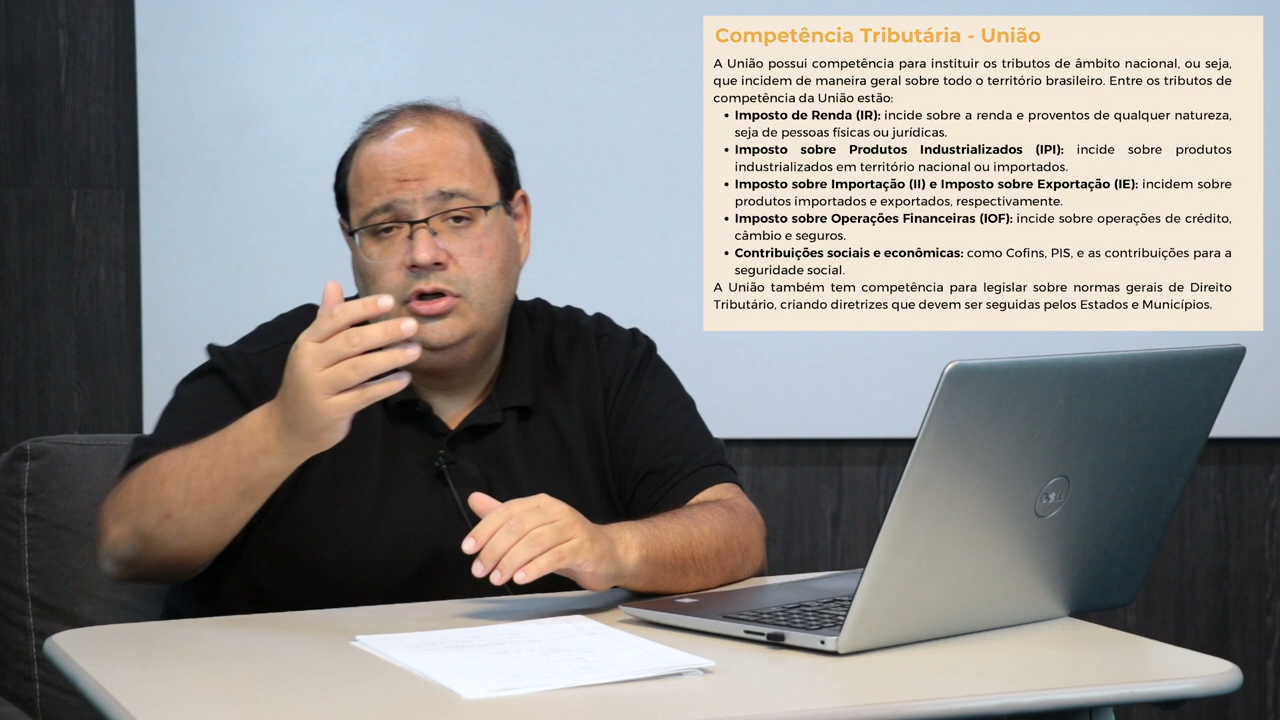 Competência Tributária - União
A União possui competência para instituir os tributos de âmbito nacional, ou seja,
que incidem de maneira geral sobre todo o território brasileiro. Entre os tributos de
competência da União estão:
• Imposto de Renda (IR): incide sobre a renda e proventos de qualquer natureza,
seja de pessoas físicas ou jurídicas.
• Imposto sobre Produtos Industrializados (IPI): incide sobre produtos
industrializados em território nacional ou importados.
• Imposto sobre Importação (II) e Imposto sobre Exportação (IE): incidem sobre
produtos importados e exportados, respectivamente.
• Imposto sobre Operações Financeiras (IOF): incide sobre operações de crédito,
câmbio e seguros.
• Contribuições sociais e econômicas: como Cofins, PIS, e as contribuições para a
seguridade social.
A União também tem competência para legislar sobre normas gerais de Direito
Tributário, criando diretrizes que devem ser seguidas pelos Estados e Municípios.
DELL